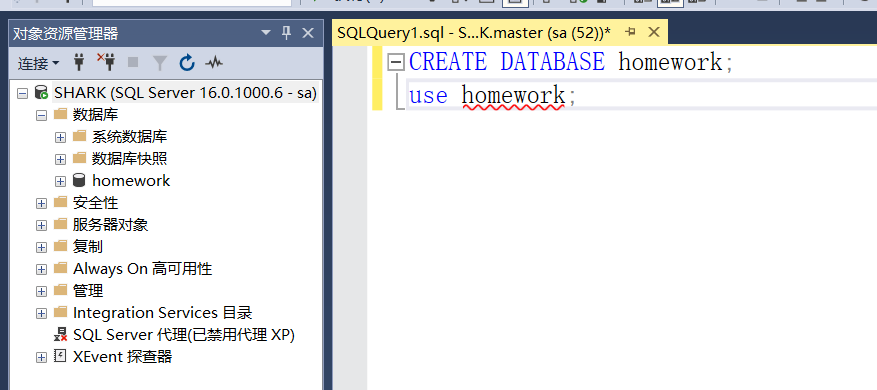 对象资源管理器
连接
SHARK (SQL Server 16.0.1000.6 - sa)
数据库
系统数据库
数据库快照
homework
安全性
服务器对象
复制
Always On 高可用性
管理
Integration Services 目录
SQL Server 代理(已禁用代理 XP)
XEvent 探查器
SQLQuery1.sql - S...K.master (sa (52))*
CREATE DATABASE homework;
use homework;